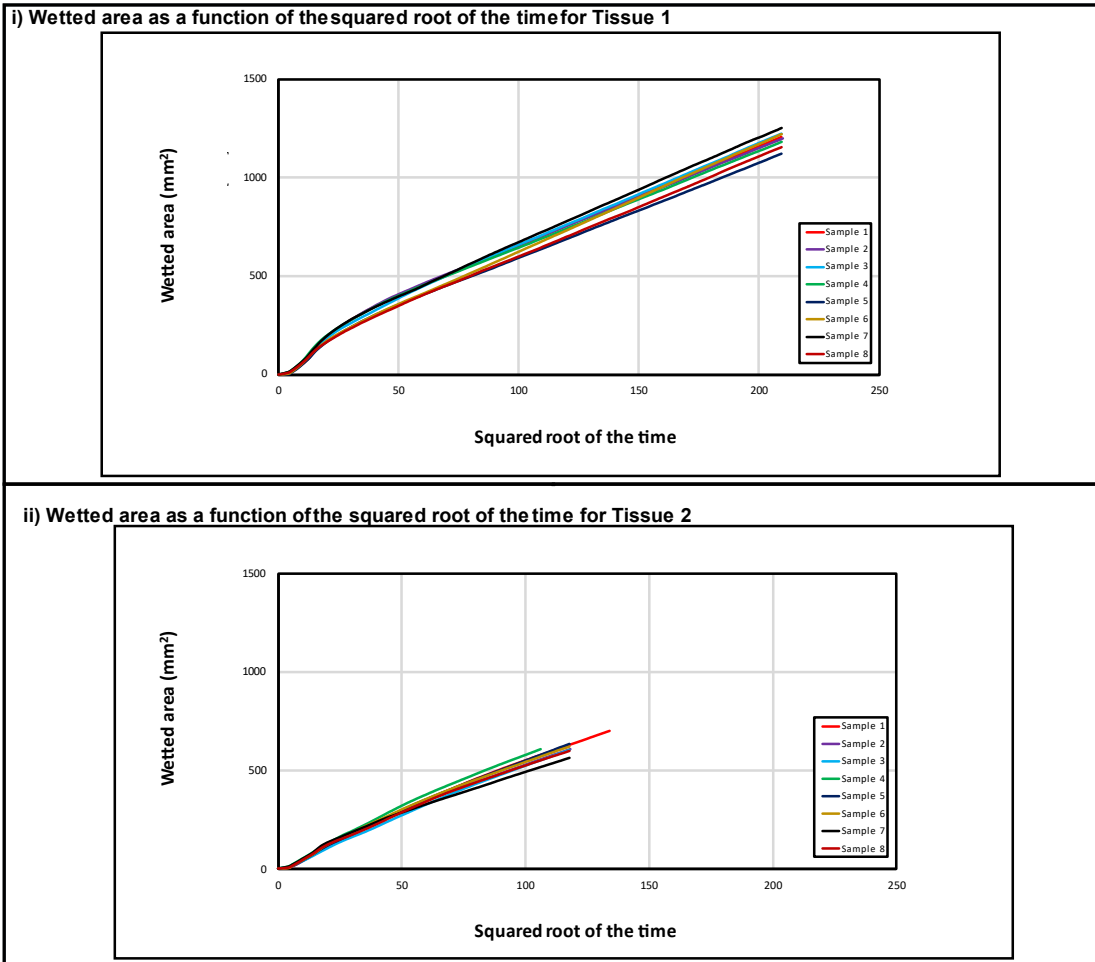 i) Wetted area as a function of the squared root of the time for Tissue 1
Wetted area (mm²)
1500
1000
500
0
0 50 100 150 200 250
Squared root of the time
Sample 1
Sample 2
Sample 3
Sample 4
Sample 5
Sample 6
Sample 7
Sample 8
ii) Wetted area as a function of the squared root of the time for Tissue 2
Wetted area (mm²)
1500
1000
500
0
0 50 100 150 200 250
Squared root of the time
Sample 1
Sample 2
Sample 3
Sample 4
Sample 5
Sample 6
Sample 7
Sample 8